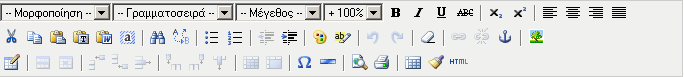 -- Μορφοποίηση -- -- Γραμματοσειρά -- -- Μέγεθος -- + 100% B I U ABC x₂ x²
HTML